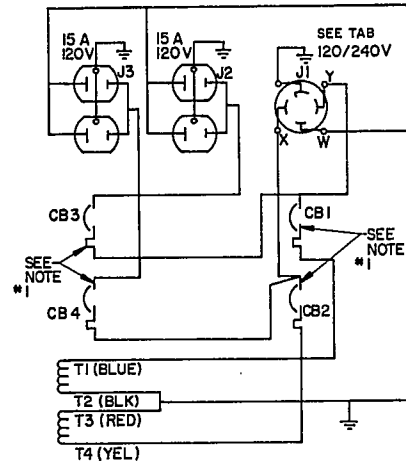 15 A
120V
J3
15 A
120V
J2
SEE TAB
120/240V
J1
Y
X
W
CB3
CB1
SEE
NOTE
#1
SEE
NOTE
#1
CB4
CB2
T1 (BLUE)
T2 (BLK)
T3 (RED)
T4 (YEL)